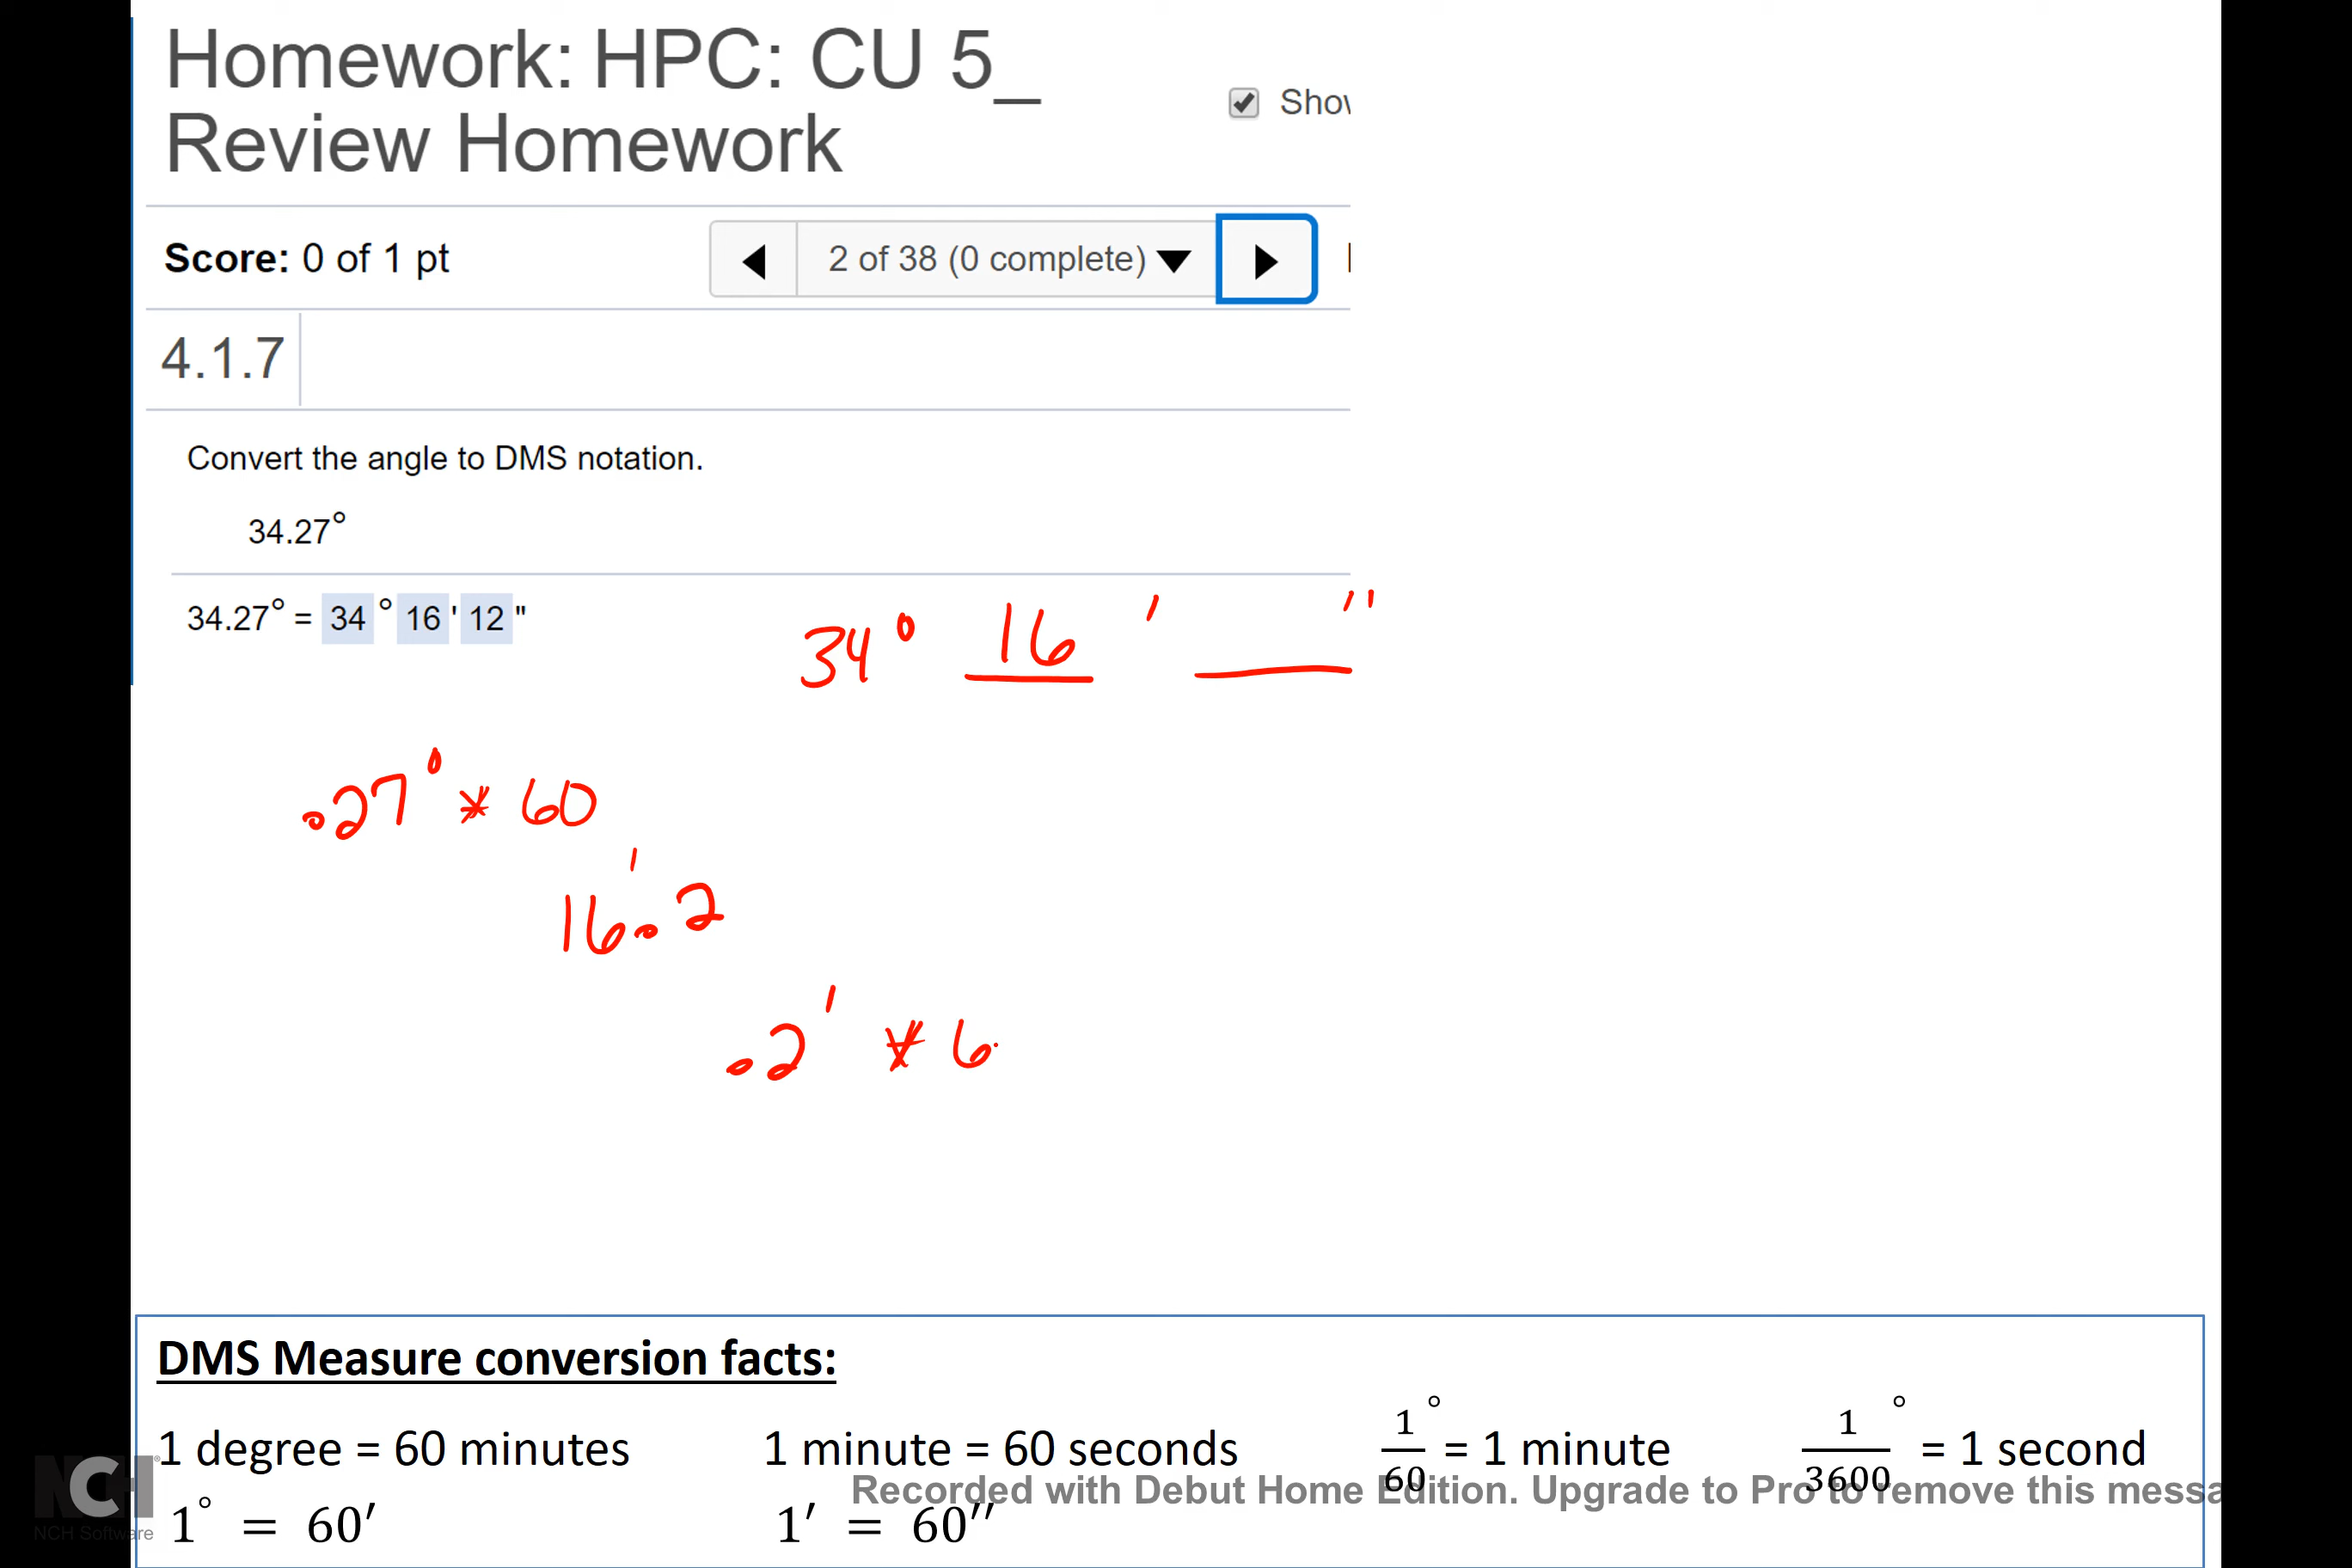 Homework: HPC: CU 5_
Review Homework
Show
Score: 0 of 1 pt
2 of 38 (0 complete)
4.1.7
Convert the angle to DMS notation.
34.27°
34.27° = 34 ° 16 ' 12 "
34° 16 ' ''
.27° * 60
16.'2
.2' * 6
DMS Measure conversion facts:
1 degree = 60 minutes 1 minute = 60 seconds 1/60° = 1 minute 1/3600° = 1 second
Recorded with Debut Home Edition. Upgrade to Pro to remove this messa
1° = 60′ 1′ = 60′′
NCH
NCH Software